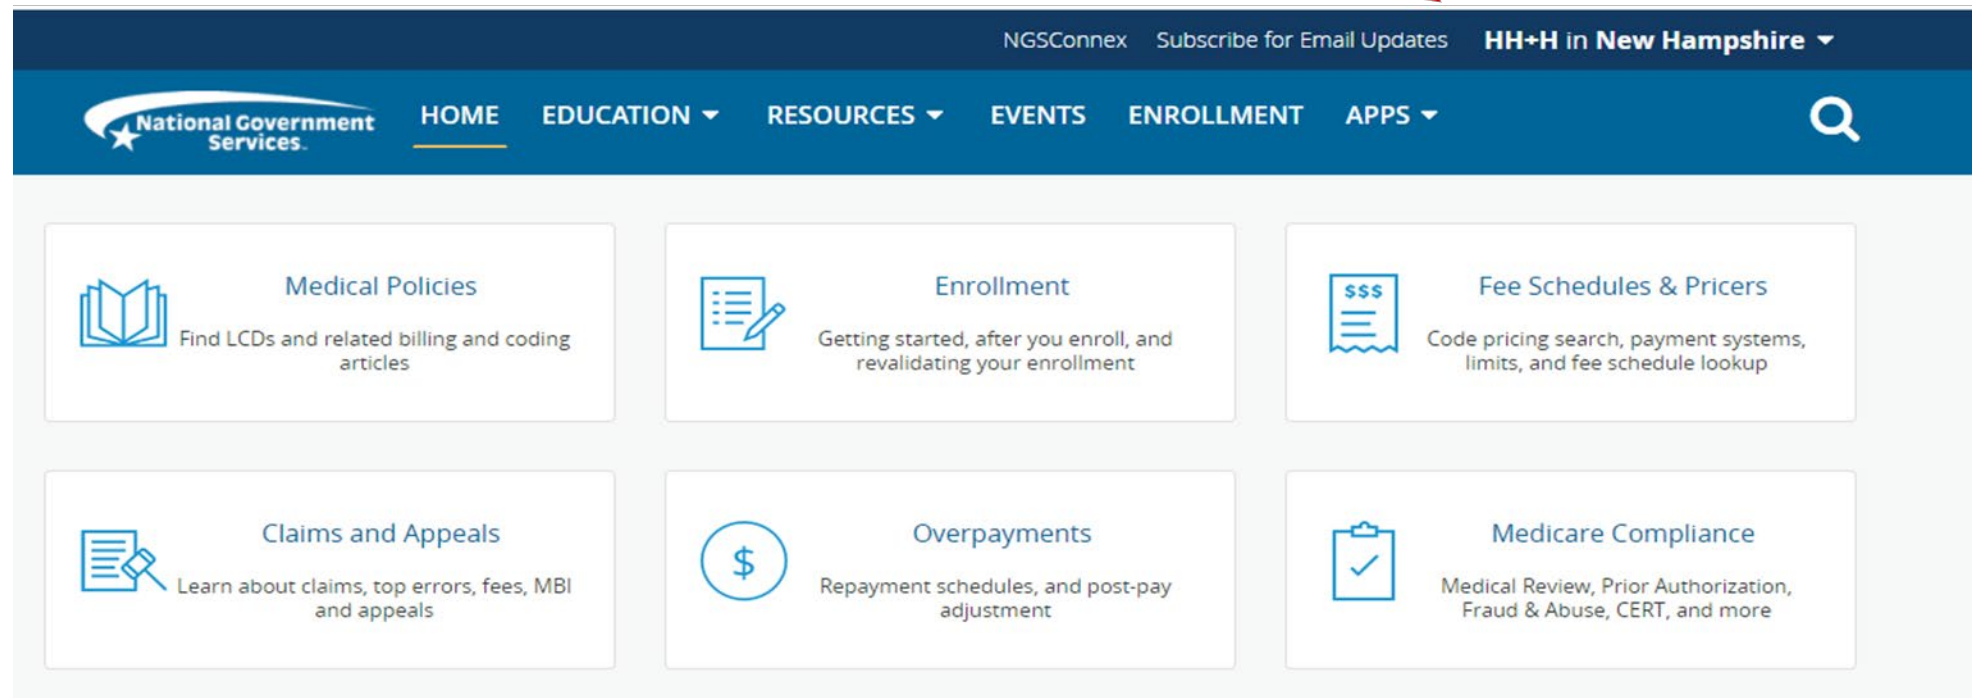 NGSConnex Subscribe for Email Updates HH+H in New Hampshire
National Government
Services.
HOME EDUCATION RESOURCES EVENTS ENROLLMENT APPS
Medical Policies
Find LCDs and related billing and coding
articles
Enrollment
Getting started, after you enroll, and
revalidating your enrollment
$$$
Fee Schedules & Pricers
Code pricing search, payment systems,
limits, and fee schedule lookup
Claims and Appeals
Learn about claims, top errors, fees, MBI
and appeals
$
Overpayments
Repayment schedules, and post-pay
adjustment
Medicare Compliance
Medical Review, Prior Authorization,
Fraud & Abuse, CERT, and more